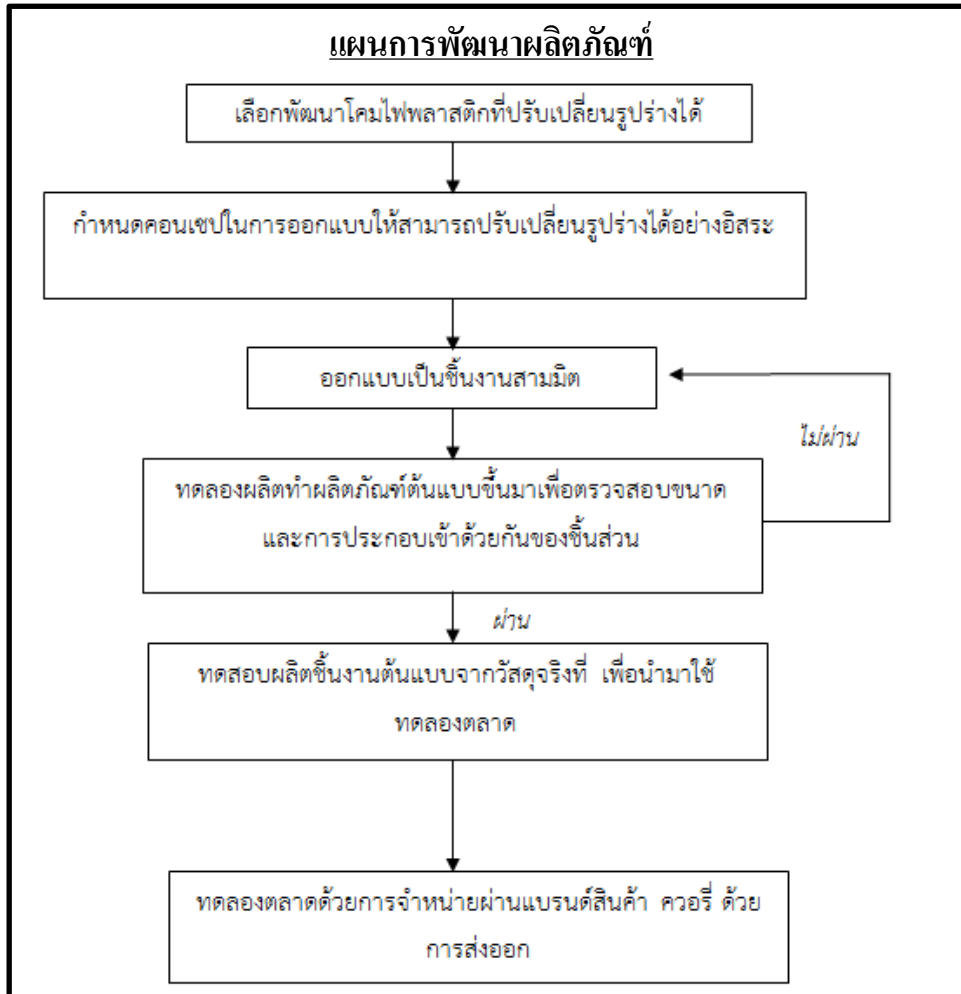 แผนการพัฒนาผลิตภัณฑ์
เลือกพัฒนาโคมไฟพลาสติกที่ปรับเปลี่ยนรูปร่างได้
กำหนดคอนเซปในการออกแบบให้สามารถปรับเปลี่ยนรูปร่างได้อย่างอิสระ
ออกแบบเป็นชิ้นงานสามมิต
ไม่ผ่าน
ทดลองผลิตทำผลิตภัณฑ์ต้นแบบขึ้นมาเพื่อตรวจสอบขนาด
และการประกอบเข้าด้วยกันของชิ้นส่วน
ผ่าน
ทดสอบผลิตชิ้นงานต้นแบบจากวัสดุจริงที่ เพื่อนำมาใช้
ทดลองตลาด
ทดลองตลาดด้วยการจำหน่ายผ่านแบรนด์สินค้า ควอรี่ ด้วย
การส่งออก